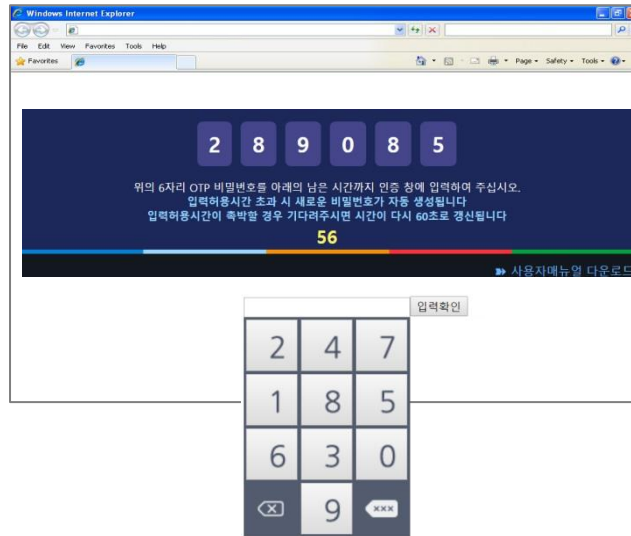 Windows Internet Explorer
File Edit View Favorites Tools Help
Favorites Page Safety Tools
2 8 9 0 8 5
위의 6자리 OTP 비밀번호를 아래의 남은 시간까지 인증 창에 입력하여 주십시오.
입력허용시간 초과 시 새로운 비밀번호가 자동 생성됩니다
입력허용시간이 촉박할 경우 기다려주시면 시간이 다시 60초로 갱신됩니다
56
사용자매뉴얼 다운로드
입력확인
2 4 7
1 8 5
6 3 0
9